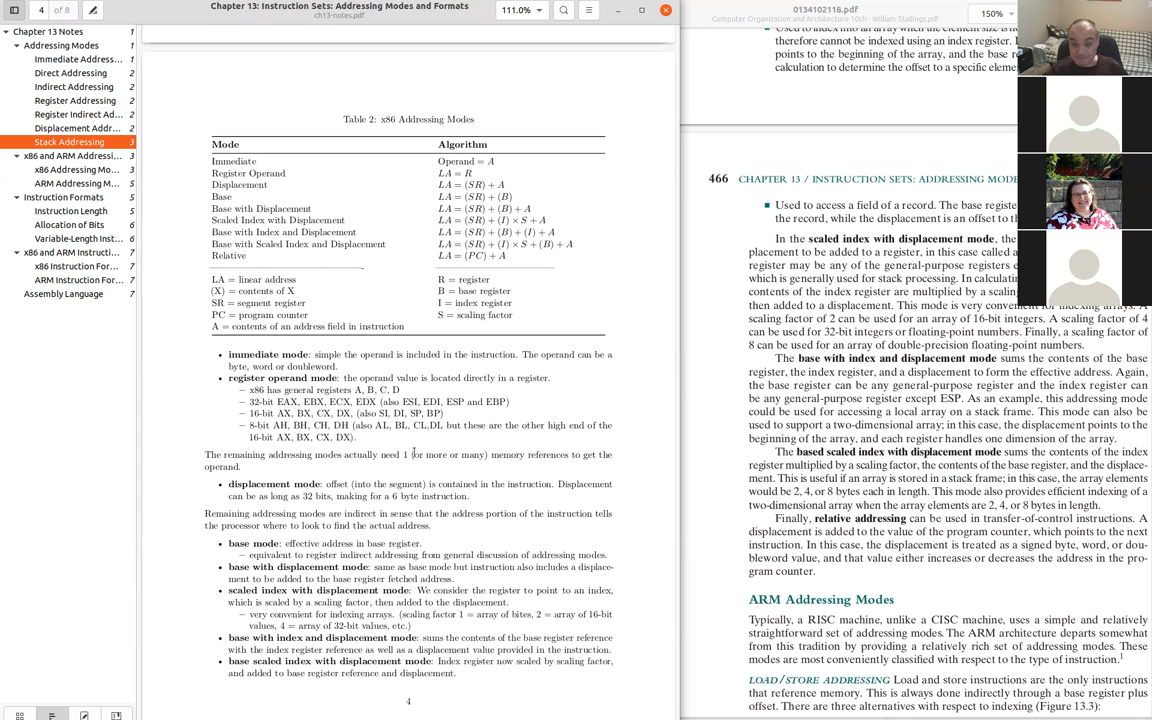 4 of 8
Chapter 13: Instruction Sets: Addressing Modes and Formats
ch13-notes.pdf
111.0%
Chapter 13 Notes 1
Addressing Modes 1
Immediate Address... 1
Direct Addressing 2
Indirect Addressing 2
Register Addressing 2
Register Indirect Ad... 2
Displacement Addr... 2
Stack Addressing 3
x86 and ARM Addressi... 3
x86 Addressing Mo... 3
ARM Addressing M... 5
Instruction Formats 5
Instruction Length 5
Allocation of Bits 6
Variable-Length Inst... 6
x86 and ARM Instructi... 7
x86 Instruction For... 7
ARM Instruction For... 7
Assembly Language 7
Table 2: x86 Addressing Modes
Mode Algorithm
Immediate Operand = A
Register Operand LA = R
Displacement LA = (SR) + A
Base LA = (SR) + (B)
Base with Displacement LA = (SR) + (B) + A
Scaled Index with Displacement LA = (SR) + (I) × S + A
Base with Index and Displacement LA = (SR) + (B) + (I) + A
Base with Scaled Index and Displacement LA = (SR) + (I) × S + (B) + A
Relative LA = (PC) + A
LA = linear address R = register
(X) = contents of X B = base register
SR = segment register I = index register
PC = program counter S = scaling factor
A = contents of an address field in instruction
• immediate mode: simple the operand is included in the instruction. The operand can be a
byte, word or doubleword.
• register operand mode: the operand value is located directly in a register.
– x86 has general registers A, B, C, D
– 32-bit EAX, EBX, ECX, EDX (also ESI, EDI, ESP and EBP)
– 16-bit AX, BX, CX, DX, (also SI, DI, SP, BP)
– 8-bit AH, BH, CH, DH (also AL, BL, CL,DL but these are the other high end of the
16-bit AX, BX, CX, DX).
The remaining addressing modes actually need 1 (or more or many) memory references to get the
operand.
• displacement mode: offset (into the segment) is contained in the instruction. Displacement
can be as long as 32 bits, making for a 6 byte instruction.
Remaining addressing modes are indirect in sense that the address portion of the instruction tells
the processor where to look to find the actual address.
• base mode: effective address in base register.
– equivalent to register indirect addressing from general discussion of addressing modes.
• base with displacement mode: same as base mode but instruction also includes a displace-
ment to be added to the base register fetched address.
• scaled index with displacement mode: We consider the register to point to an index,
which is scaled by a scaling factor, then added to the displacement.
– very convenient for indexing arrays. (scaling factor 1 = array of bites, 2 = array of 16-bit
values, 4 = array of 32-bit values, etc.)
• base with index and displacement mode: sums the contents of the base register reference
with the index register reference as well as a displacement value provided in the instruction.
• base scaled index with displacement mode: Index register now scaled by scaling factor,
and added to base register reference and displacement.
4
0134102118.pdf
Computer Organization and Architecture 10th - William Stallings.pdf
150%
therefore cannot be indexed using an index register.
points to the beginning of the array, and the base r
calculation to determine the offset to a specific eleme
466 CHAPTER 13 / INSTRUCTION SETS: ADDRESSING MODE
■ Used to access a field of a record. The base registe
the record, while the displacement is an offset to th
In the scaled index with displacement mode, the
placement to be added to a register, in this case called a
register may be any of the general-purpose registers e
which is generally used for stack processing. In calculati
contents of the index register are multiplied by a scaling
then added to a displacement. This mode is very convenient for indexing arrays. A
scaling factor of 2 can be used for an array of 16-bit integers. A scaling factor of 4
can be used for 32-bit integers or floating-point numbers. Finally, a scaling factor of
8 can be used for an array of double-precision floating-point numbers.
The base with index and displacement mode sums the contents of the base
register, the index register, and a displacement to form the effective address. Again,
the base register can be any general-purpose register and the index register can
be any general-purpose register except ESP. As an example, this addressing mode
could be used for accessing a local array on a stack frame. This mode can also be
used to support a two-dimensional array; in this case, the displacement points to the
beginning of the array, and each register handles one dimension of the array.
The based scaled index with displacement mode sums the contents of the index
register multiplied by a scaling factor, the contents of the base register, and the displace-
ment. This is useful if an array is stored in a stack frame; in this case, the array elements
would be 2, 4, or 8 bytes each in length. This mode also provides efficient indexing of a
two-dimensional array when the array elements are 2, 4, or 8 bytes in length.
Finally, relative addressing can be used in transfer-of-control instructions. A
displacement is added to the value of the program counter, which points to the next
instruction. In this case, the displacement is treated as a signed byte, word, or dou-
bleword value, and that value either increases or decreases the address in the pro-
gram counter.
ARM Addressing Modes
Typically, a RISC machine, unlike a CISC machine, uses a simple and relatively
straightforward set of addressing modes. The ARM architecture departs somewhat
from this tradition by providing a relatively rich set of addressing modes. These
modes are most conveniently classified with respect to the type of instruction.1
LOAD/STORE ADDRESSING Load and store instructions are the only instructions
that reference memory. This is always done indirectly through a base register plus
offset. There are three alternatives with respect to indexing (Figure 13.3):